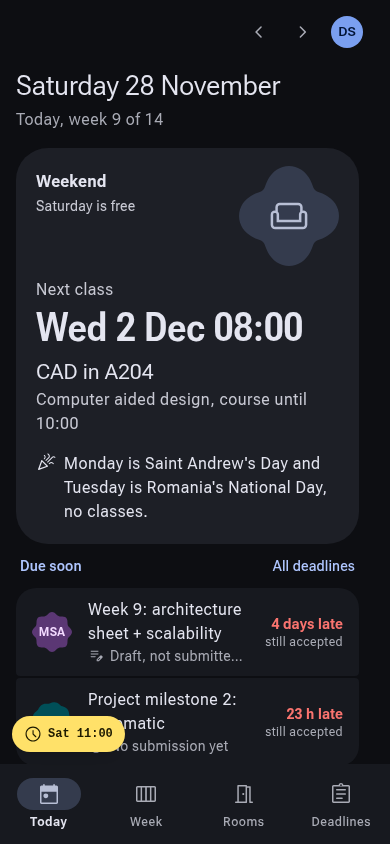 DS
Saturday 28 November
Today, week 9 of 14
Weekend
Saturday is free
Next class
Wed 2 Dec 08:00
CAD in A204
Computer aided design, course until
10:00
Monday is Saint Andrew's Day and
Tuesday is Romania's National Day,
no classes.
Due soon
All deadlines
MSA
Week 9: architecture
sheet + scalability
Draft, not submitte...
4 days late
still accepted
Project milestone 2:
matic
no submission yet
23 h late
still accepted
Sat 11:00
Today
Week
Rooms
Deadlines